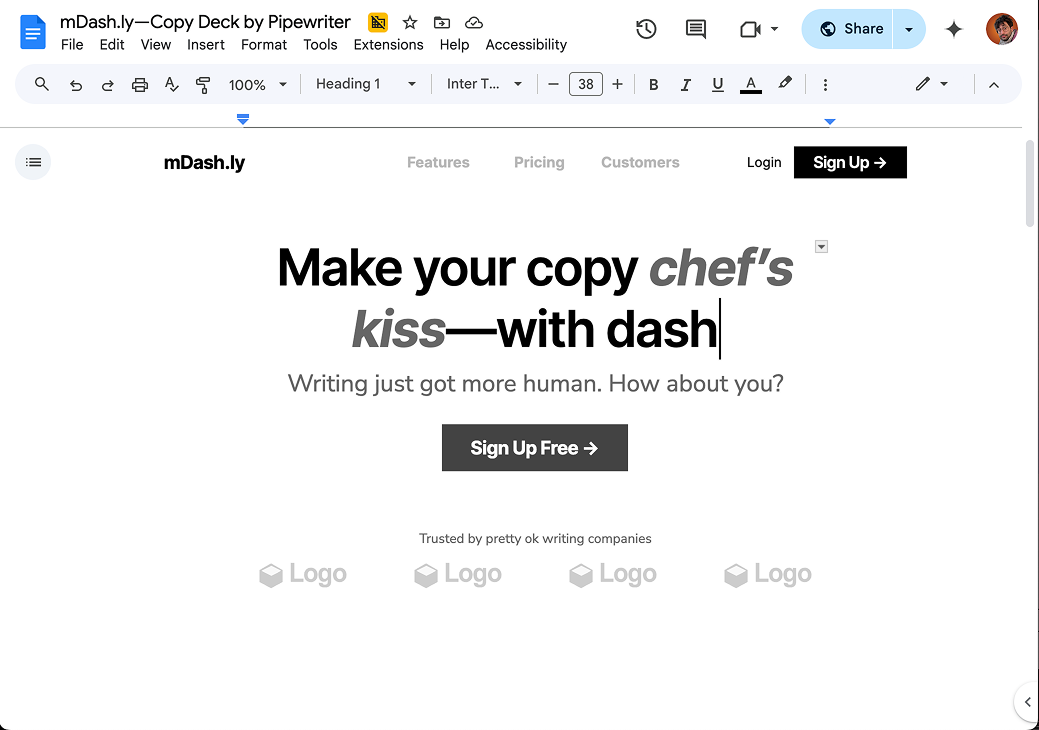 mDash.ly—Copy Deck by Pipewriter
File Edit View Insert Format Tools Extensions Help Accessibility
Share
100% Heading 1 Inter T... — 38 + B I U A
mDash.ly Features Pricing Customers Login Sign Up →
Make your copy chef’s
kiss—with dash
Writing just got more human. How about you?
Sign Up Free →
Trusted by pretty ok writing companies
Logo Logo Logo Logo